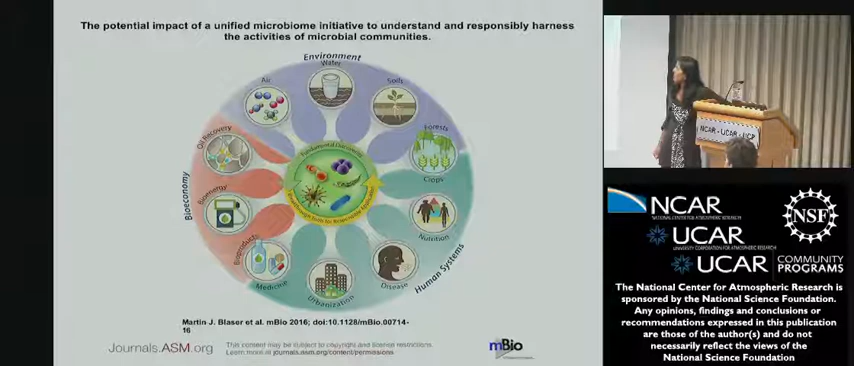 The potential impact of a unified microbiome initiative to understand and responsibly harness
the activities of microbial communities.
Environment
Water
Air
Soils
Oil Recovery
Forests
Fundamental Discovery
Crops
Bioeconomy
Bioenergy
Nutrition
Bioproducts
Human Systems
Medicine
Disease
Urbanization
Martin J. Blaser et al. mBio 2016; doi:10.1128/mBio.00714-
16
Journals.ASM.org
This content may be subject to copyright and license restrictions.
Learn more at journals.asm.org/content/permissions
mBio
NCAR - UCAR - UCP
NCAR
NATIONAL CENTER FOR ATMOSPHERIC RESEARCH
NSF
UCAR
UNIVERSITY CORPORATION FOR ATMOSPHERIC RESEARCH
UCAR
COMMUNITY
PROGRAMS
The National Center for Atmospheric Research is
sponsored by the National Science Foundation.
Any opinions, findings and conclusions or
recommendations expressed in this publication
are those of the author(s) and do not
necessarily reflect the views of the
National Science Foundation